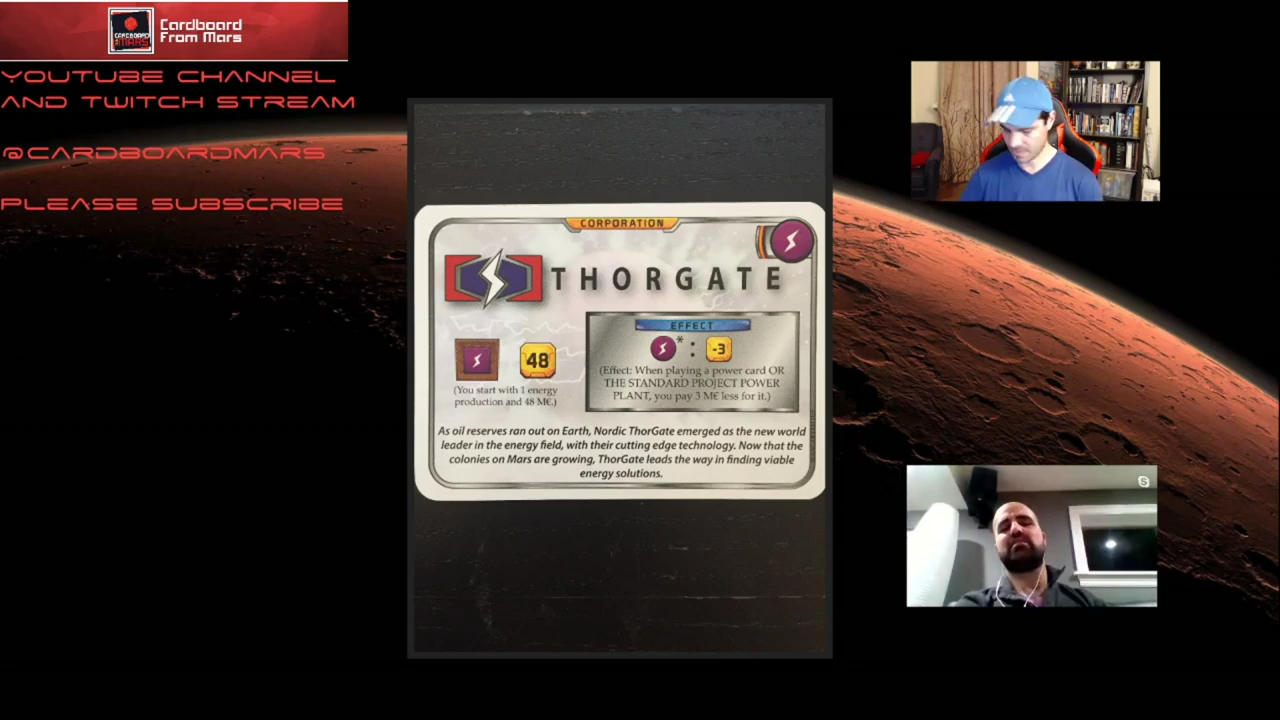 CARDBOARD
MARS
Cardboard
From Mars
YOUTUBE CHANNEL
AND TWITCH STREAM
@CARDBOARDMARS
PLEASE SUBSCRIBE
CORPORATION
THORGATE
EFFECT
* : -3
48
(Effect: When playing a power card OR
THE STANDARD PROJECT POWER
PLANT, you pay 3 M€ less for it.)
(You start with 1 energy
production and 48 M€.)
As oil reserves ran out on Earth, Nordic ThorGate emerged as the new world
leader in the energy field, with their cutting edge technology. Now that the
colonies on Mars are growing, ThorGate leads the way in finding viable
energy solutions.
S